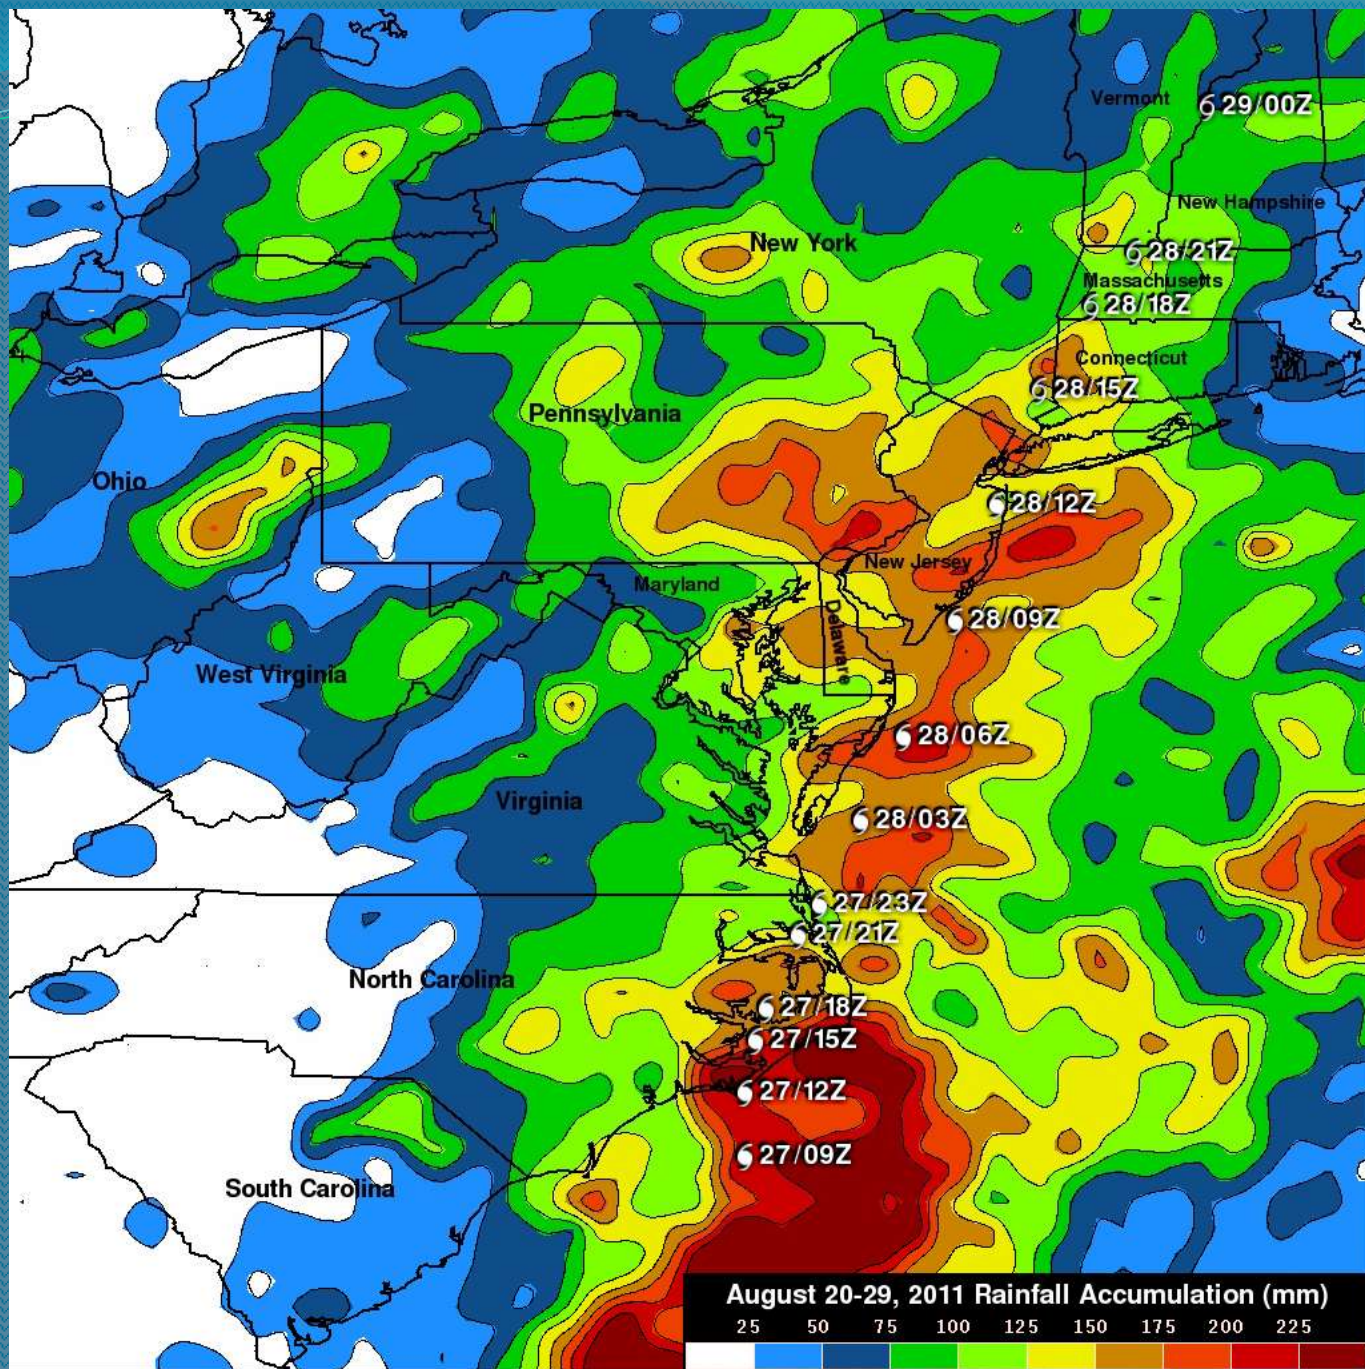 Vermont
29/00Z
New Hampshire
New York
28/21Z
Massachusetts
28/18Z
Connecticut
28/15Z
Pennsylvania
Ohio
28/12Z
New Jersey
Maryland
Delaware
28/09Z
West Virginia
28/06Z
Virginia
28/03Z
27/23Z
27/21Z
North Carolina
27/18Z
27/15Z
27/12Z
27/09Z
South Carolina
August 20-29, 2011 Rainfall Accumulation (mm)
25 50 75 100 125 150 175 200 225